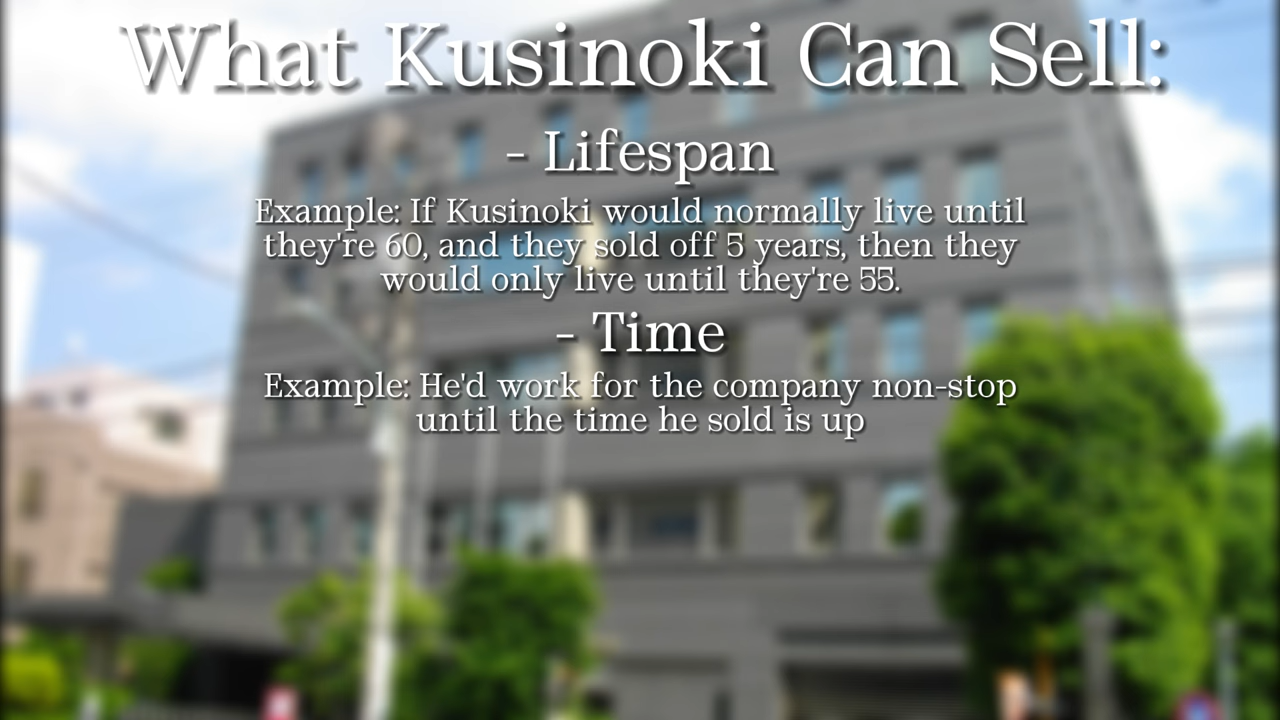 What Kusinoki Can Sell:
- Lifespan
Example: If Kusinoki would normally live until
they're 60, and they sold off 5 years, then they
would only live until they're 55.
- Time
Example: He'd work for the company non-stop
until the time he sold is up